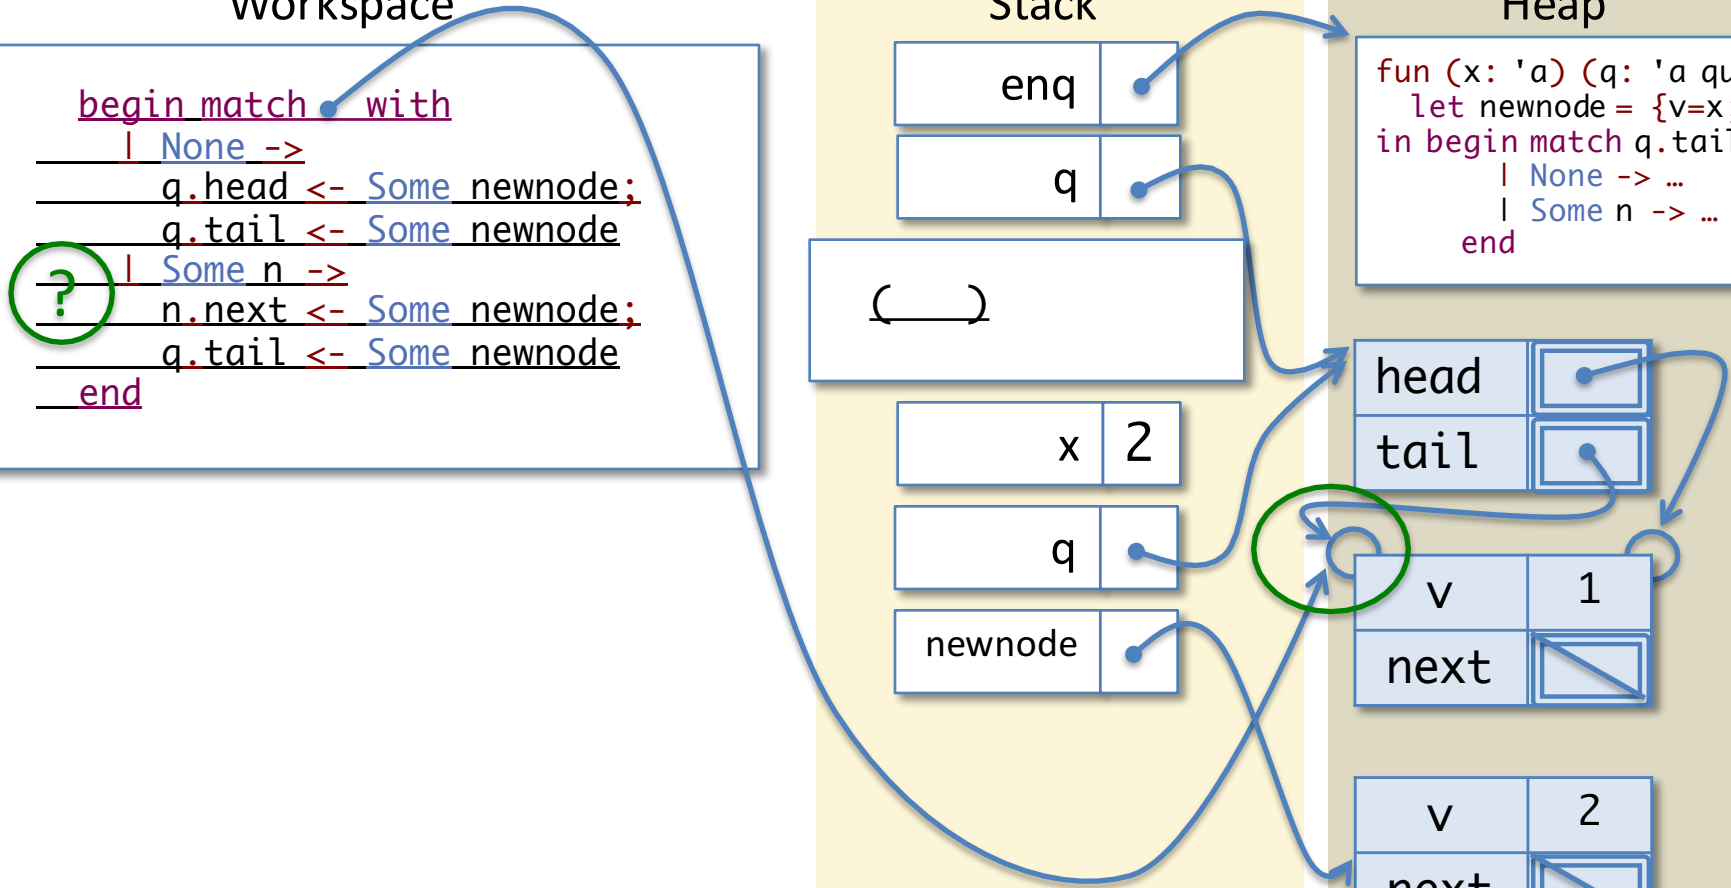 Workspace
begin match with
| None ->
q.head <- Some newnode;
q.tail <- Some newnode
| Some n ->
?
n.next <- Some newnode;
q.tail <- Some newnode
end
Stack
enq
q
( )
x 2
q
newnode
Heap
fun (x: 'a) (q: 'a qu
let newnode = {v=x;
in begin match q.tail
| None -> …
| Some n -> …
end
head
tail
v 1
next
v 2
next